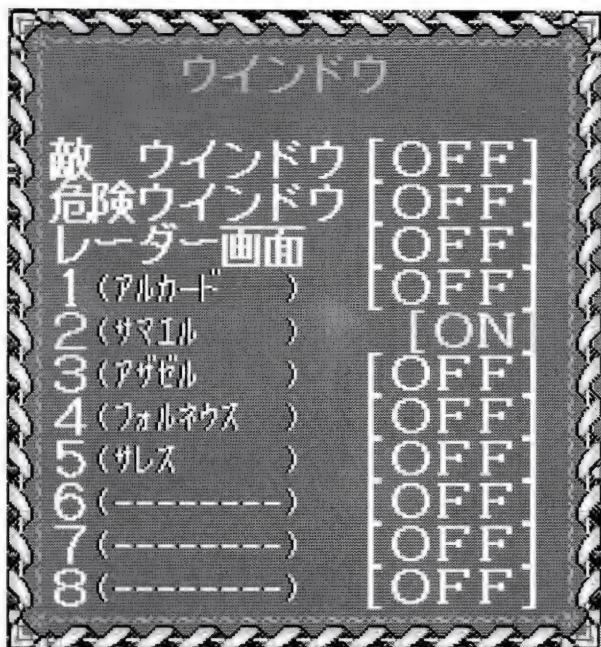 ウインドウ
敵　ウインドウ[OFF]
危険ウインドウ[OFF]
レーダー画面[OFF]
1(ｱﾙｶｰﾄﾞ)[OFF]
2(ｻﾏｴﾙ)[ON]
3(ｱｻﾞｾﾞﾙ)[OFF]
4(ﾌｫﾙﾈｳｽ)[OFF]
5(ｻﾚｽ)[OFF]
6(--------)[OFF]
7(--------)[OFF]
8(--------)[OFF]